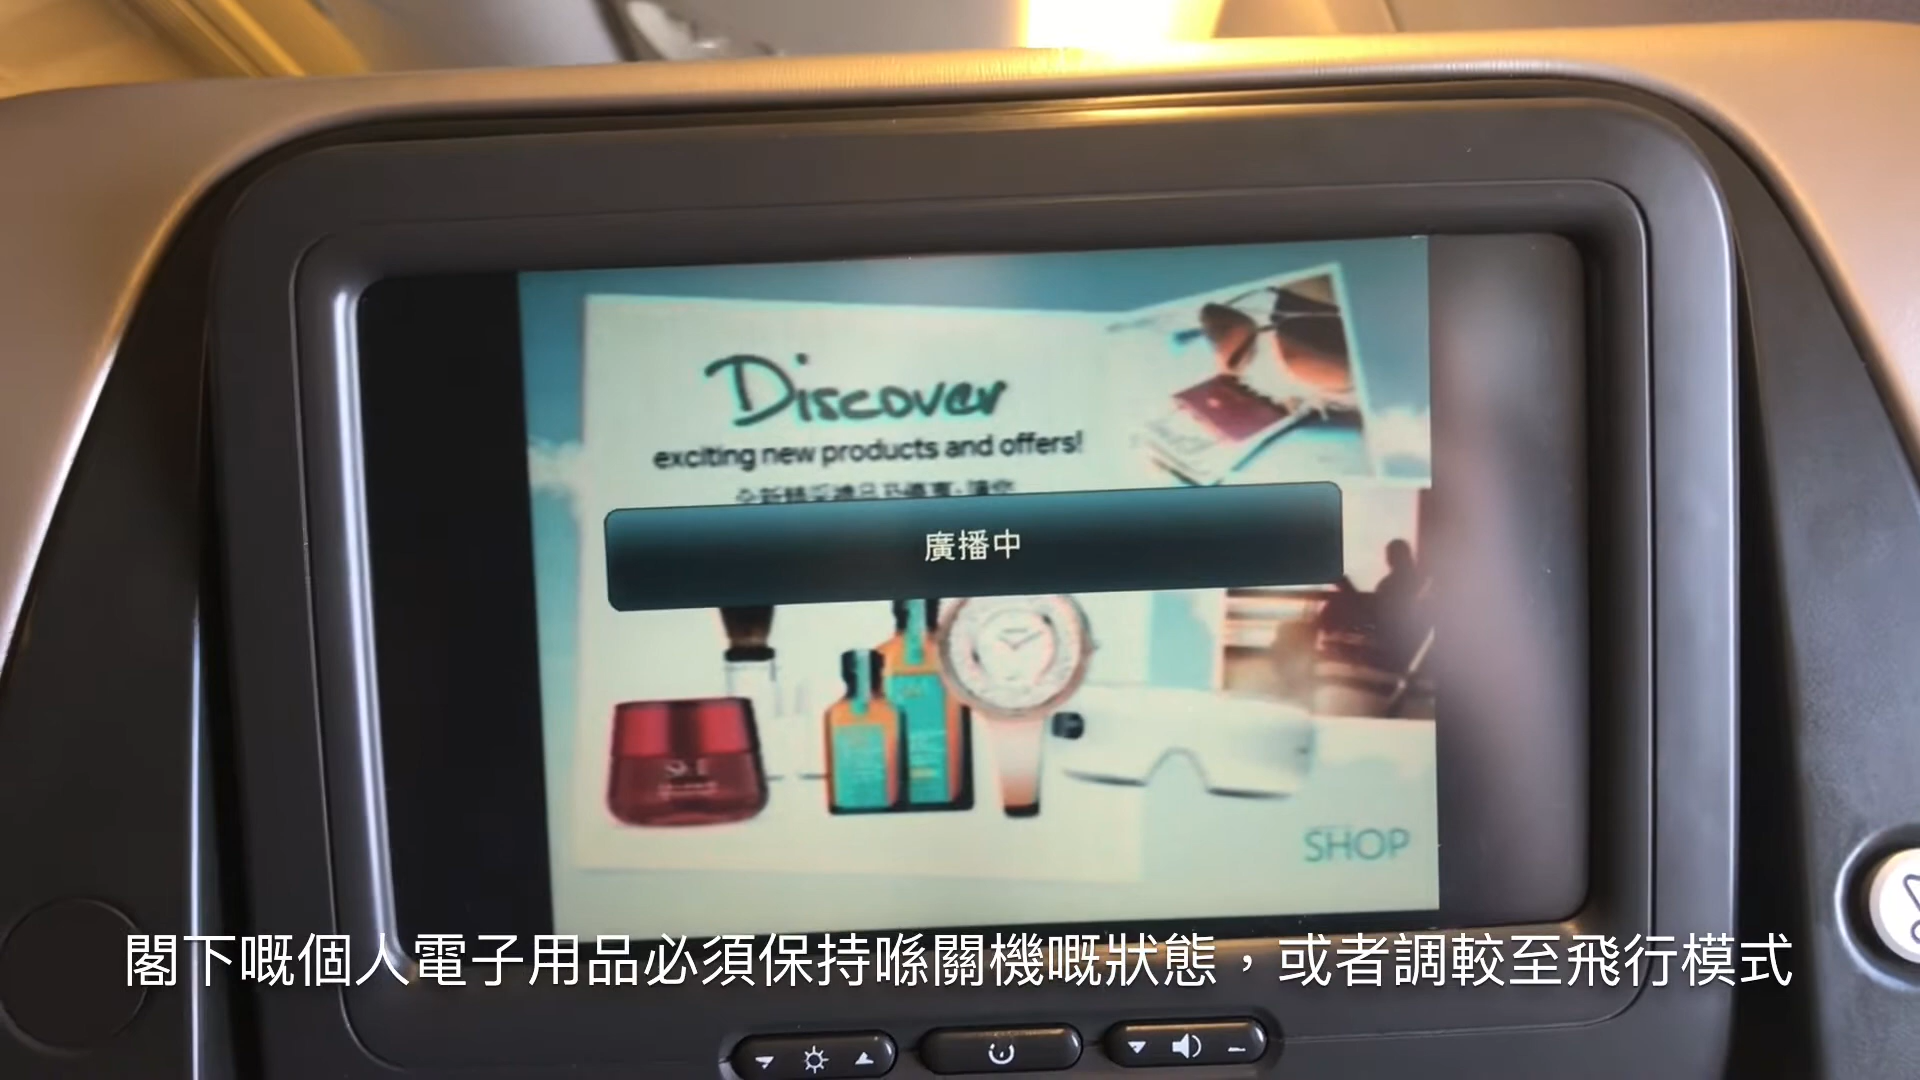 Discover
exciting new products and offers!
廣播中
SHOP
閣下嘅個人電子用品必須保持喺關機嘅狀態，或者調較至飛行模式